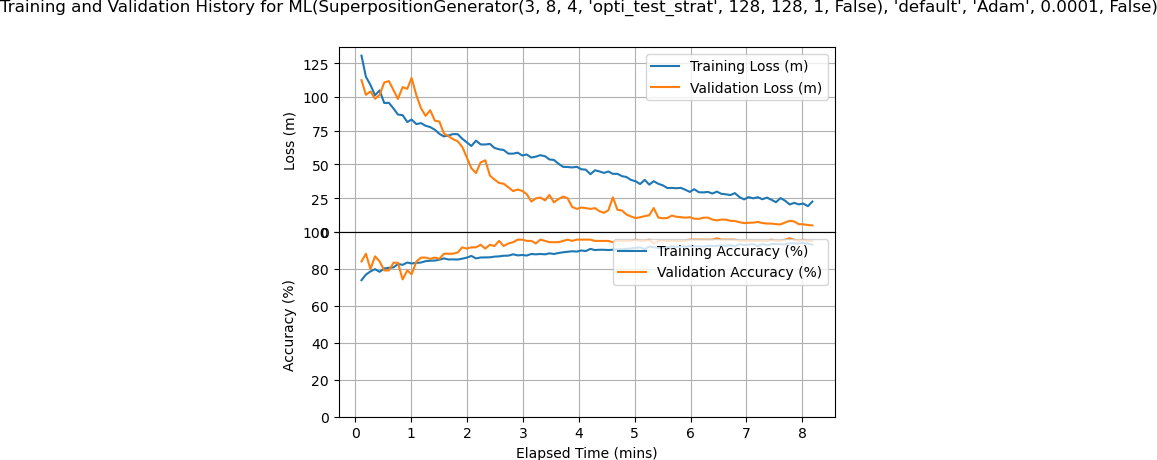 Training and Validation History for ML(SuperpositionGenerator(3, 8, 4, 'opti_test_strat', 128, 128, 1, False), 'default', 'Adam', 0.0001, False)
125
100
75
50
25
0
Loss (m)
Training Loss (m)
Validation Loss (m)
100
80
60
40
20
0
Accuracy (%)
Training Accuracy (%)
Validation Accuracy (%)
0 1 2 3 4 5 6 7 8
Elapsed Time (mins)